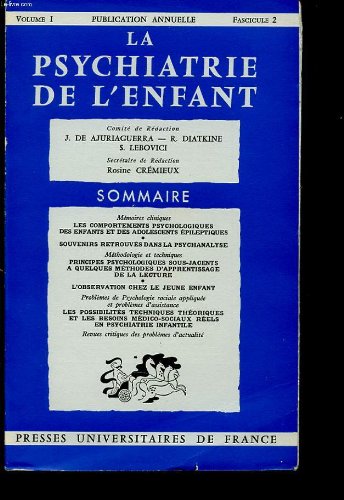 VOLUME I PUBLICATION ANNUELLE FASCICULE 2
LA
PSYCHIATRIE
DE L'ENFANT
Comité de Rédaction
J. DE AJURIAGUERRA — R. DIATKINE
S. LEBOVICI
Secrétaire de Rédaction
Rosine CRÉMIEUX
SOMMAIRE
Mémoires cliniques
LES COMPORTEMENTS PSYCHOLOGIQUES
DES ENFANTS ET DES ADOLESCENTS ÉPILEPTIQUES
SOUVENIRS RETROUVÉS DANS LA PSYCHANALYSE
Méthodologie et techniques
PRINCIPES PSYCHOLOGIQUES SOUS-JACENTS
A QUELQUES MÉTHODES D'APPRENTISSAGE
DE LA LECTURE
L'OBSERVATION CHEZ LE JEUNE ENFANT
Problèmes de Psychologie sociale appliquée
et problèmes d'assistance
LES POSSIBILITÉS TECHNIQUES THÉORIQUES
ET LES BESOINS MÉDICO-SOCIAUX RÉELS
EN PSYCHIATRIE INFANTILE
Revues critiques des problèmes d'actualité
PRESSES UNIVERSITAIRES DE FRANCE